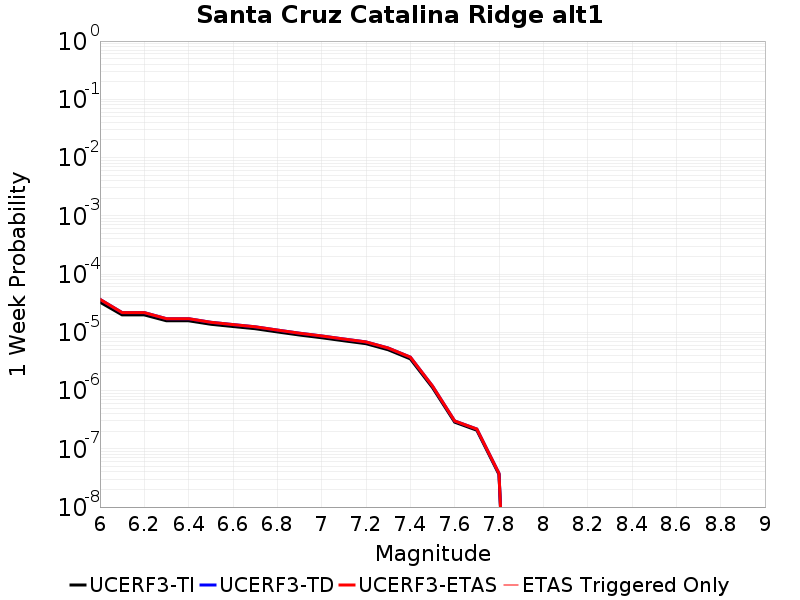 Santa Cruz Catalina Ridge alt1
1 Week Probability
10^0
10^-1
10^-2
10^-3
10^-4
10^-5
10^-6
10^-7
10^-8
6 6.2 6.4 6.6 6.8 7 7.2 7.4 7.6 7.8 8 8.2 8.4 8.6 8.8 9
Magnitude
UCERF3-TI UCERF3-TD UCERF3-ETAS ETAS Triggered Only